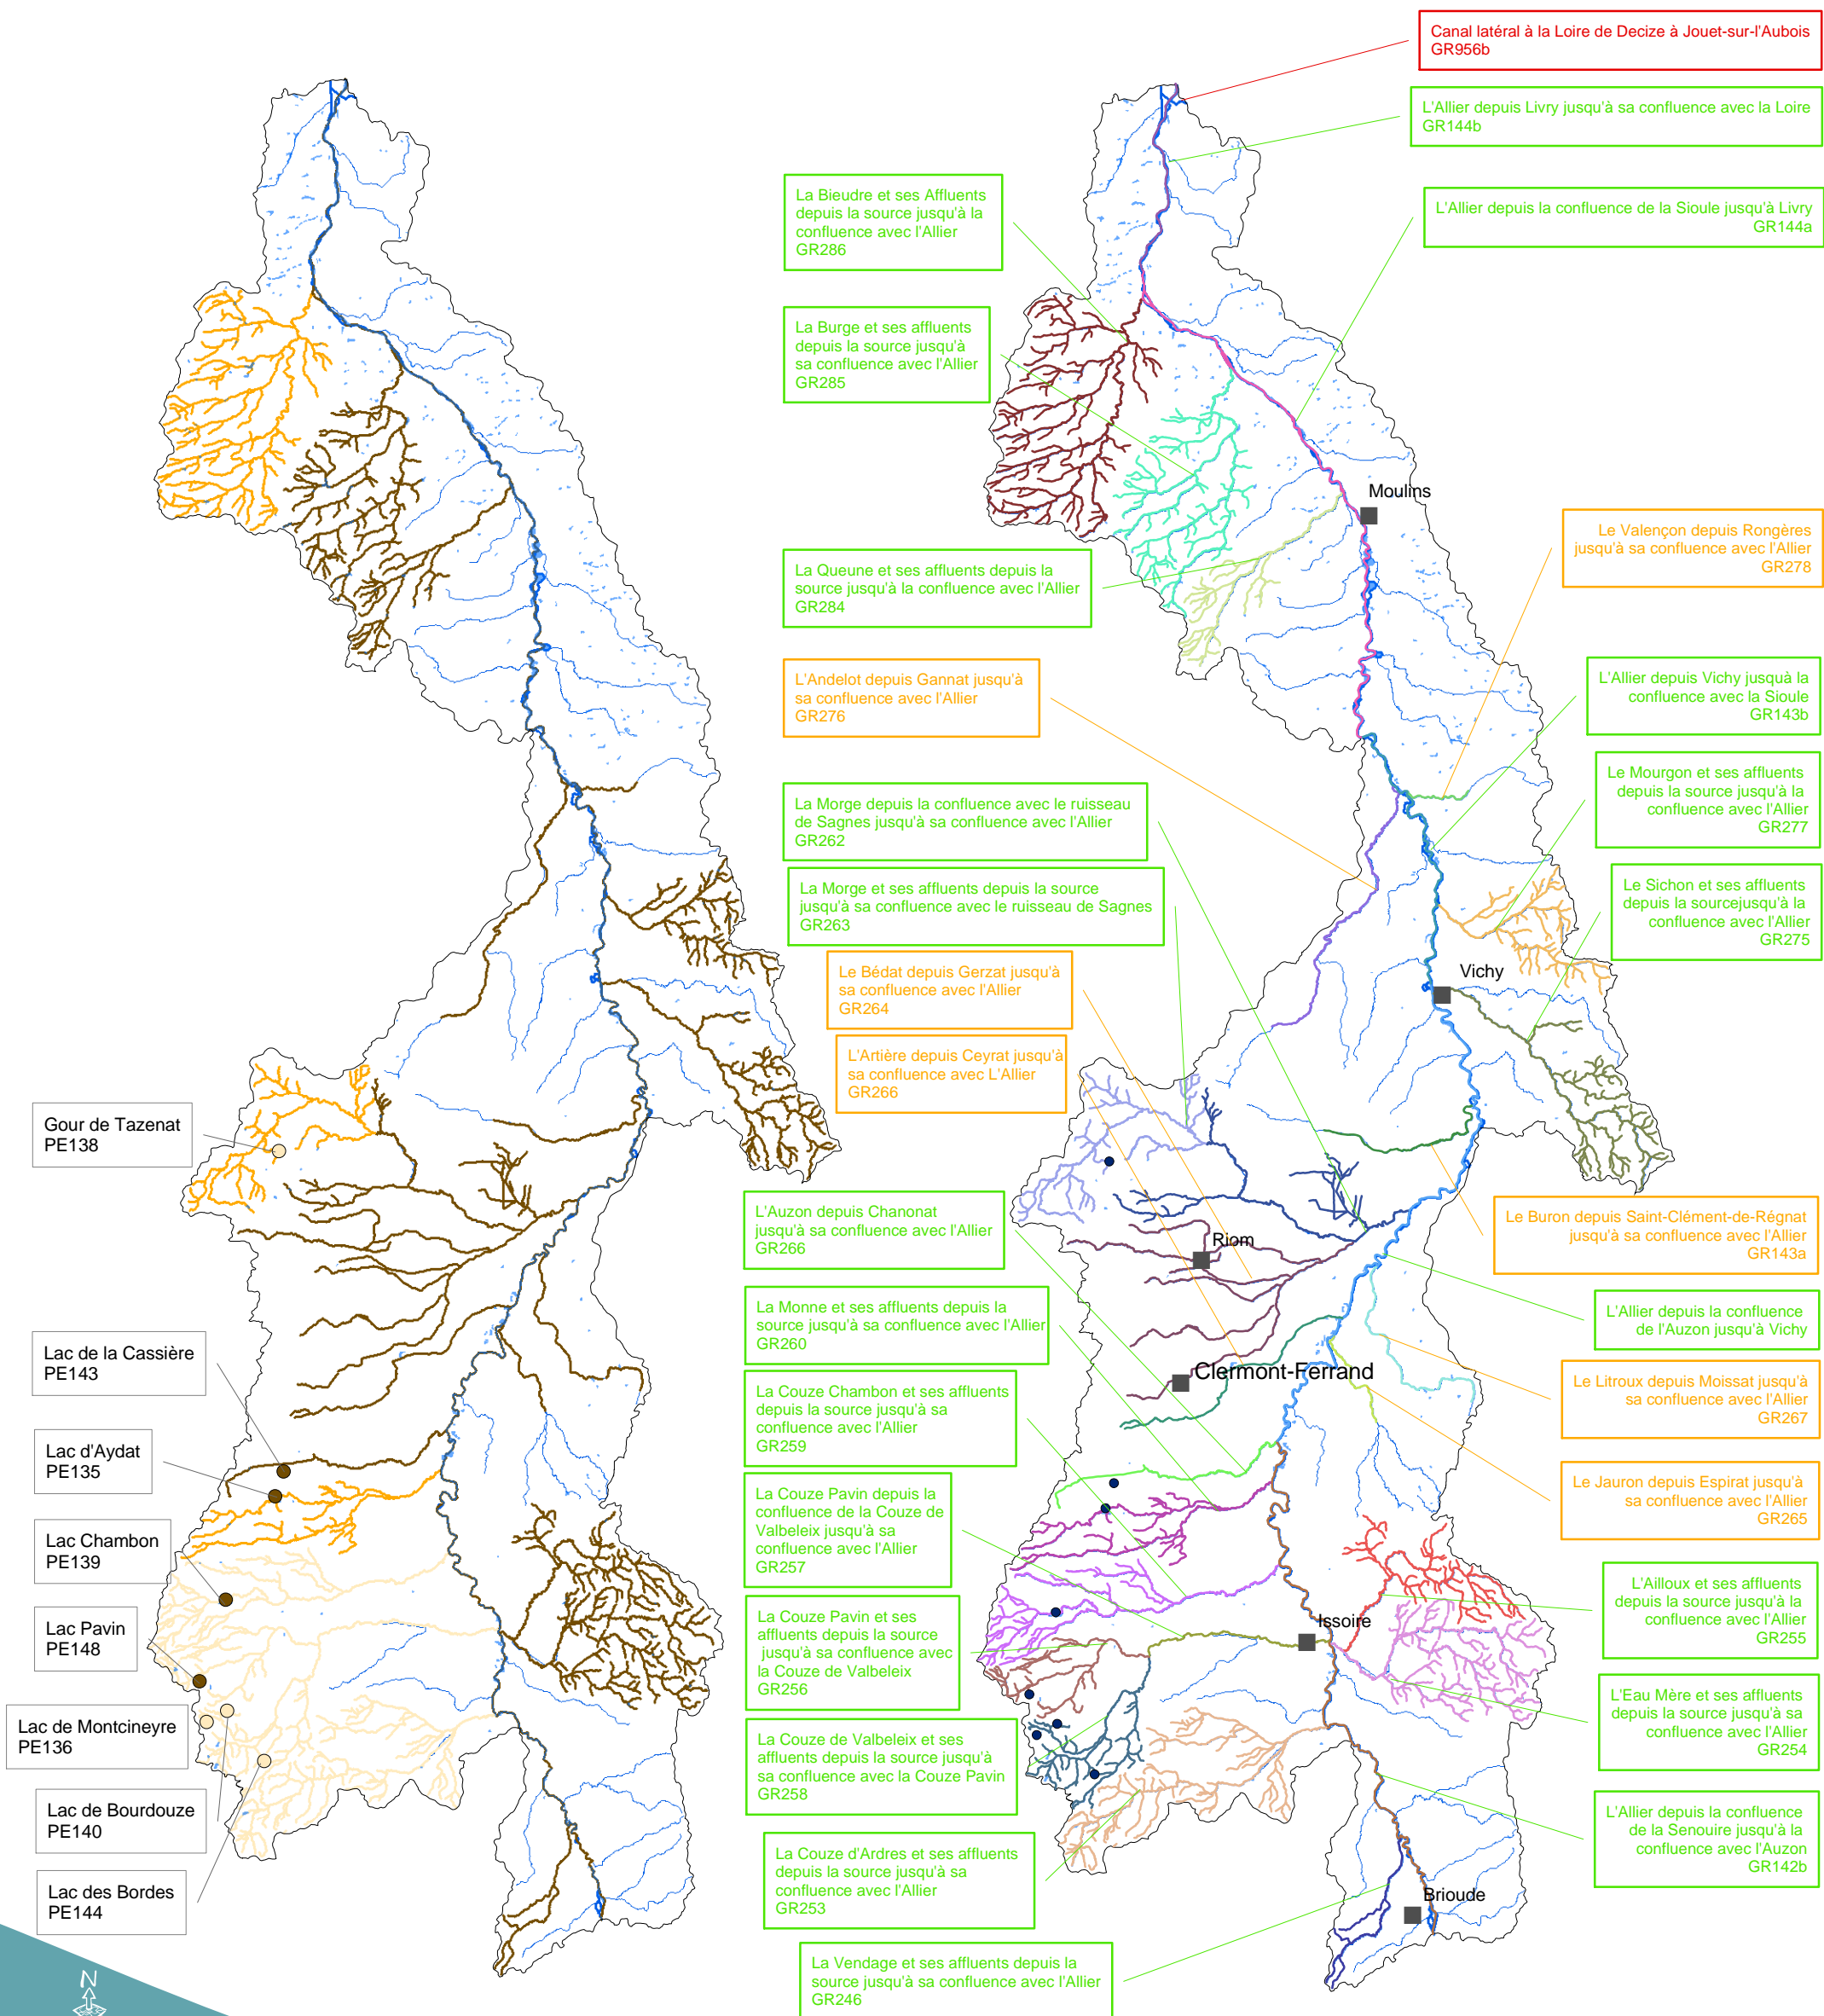 Canal latéral à la Loire de Decize à Jouet-sur-l'Aubois
GR956b
L'Allier depuis Livry jusqu'à sa confluence avec la Loire
GR144b
La Bieudre et ses Affluents
depuis la source jusqu'à la
confluence avec l'Allier
GR286
L'Allier depuis la confluence de la Sioule jusqu'à Livry
GR144a
La Burge et ses affluents
depuis la source jusqu'à
sa confluence avec l'Allier
GR285
Moulins
Le Valençon depuis Rongères
jusqu'à sa confluence avec l'Allier
GR278
La Queune et ses affluents depuis la
source jusqu'à la confluence avec l'Allier
GR284
L'Andelot depuis Gannat jusqu'à
sa confluence avec l'Allier
GR276
L'Allier depuis Vichy jusquà la
confluence avec la Sioule
GR143b
Le Mourgon et ses affluents
depuis la source jusqu'à la
confluence avec l'Allier
GR277
La Morge depuis la confluence avec le ruisseau
de Sagnes jusqu'à sa confluence avec l'Allier
GR262
La Morge et ses affluents depuis la source
jusqu'à sa confluence avec le ruisseau de Sagnes
GR263
Le Sichon et ses affluents
depuis la sourcejusqu'à la
confluence avec l'Allier
GR275
Le Bédat depuis Gerzat jusqu'à
sa confluence avec l'Allier
GR264
Vichy
L'Artière depuis Ceyrat jusqu'à
sa confluence avec L'Allier
GR266
Gour de Tazenat
PE138
L'Auzon depuis Chanonat
jusqu'à sa confluence avec l'Allier
GR266
Riom
Le Buron depuis Saint-Clément-de-Régnat
jusqu'à sa confluence avec l'Allier
GR143a
La Monne et ses affluents depuis la
source jusqu'à sa confluence avec l'Allier
GR260
L'Allier depuis la confluence
de l'Auzon jusqu'à Vichy
Lac de la Cassière
PE143
Clermont-Ferrand
La Couze Chambon et ses affluents
depuis la source jusqu'à sa
confluence avec l'Allier
GR259
Le Litroux depuis Moissat jusqu'à
sa confluence avec l'Allier
GR267
Lac d'Aydat
PE135
Le Jauron depuis Espirat jusqu'à
sa confluence avec l'Allier
GR265
La Couze Pavin depuis la
confluence de la Couze de
Valbeleix jusqu'à sa
confluence avec l'Allier
GR257
Lac Chambon
PE139
L'Ailloux et ses affluents
depuis la source jusqu'à la
confluence avec l'Allier
GR255
Lac Pavin
PE148
La Couze Pavin et ses
affluents depuis la source
jusqu'à sa confluence avec
la Couze de Valbeleix
GR256
Issoire
L'Eau Mère et ses affluents
depuis la source jusqu'à sa
confluence avec l'Allier
GR254
Lac de Montcineyre
PE136
La Couze de Valbeleix et ses
affluents depuis la source jusqu'à
sa confluence avec la Couze Pavin
GR258
Lac de Bourdouze
PE140
L'Allier depuis la confluence
de la Senouire jusqu'à la
confluence avec l'Auzon
GR142b
La Couze d'Ardres et ses affluents
depuis la source jusqu'à sa
confluence avec l'Allier
GR253
Lac des Bordes
PE144
Brioude
La Vendage et ses affluents depuis la
source jusqu'à sa confluence avec l'Allier
GR246
N